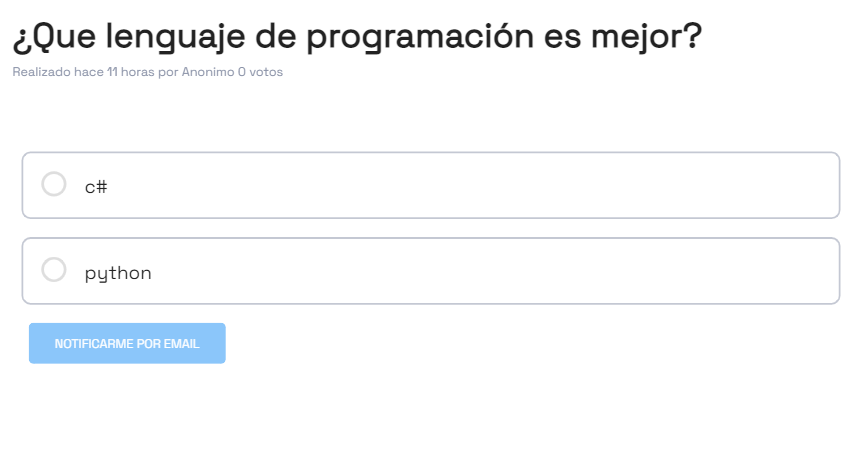 ¿Que lenguaje de programación es mejor?
Realizado hace 11 horas por Anonimo 0 votos
c#
python
NOTIFICARME POR EMAIL